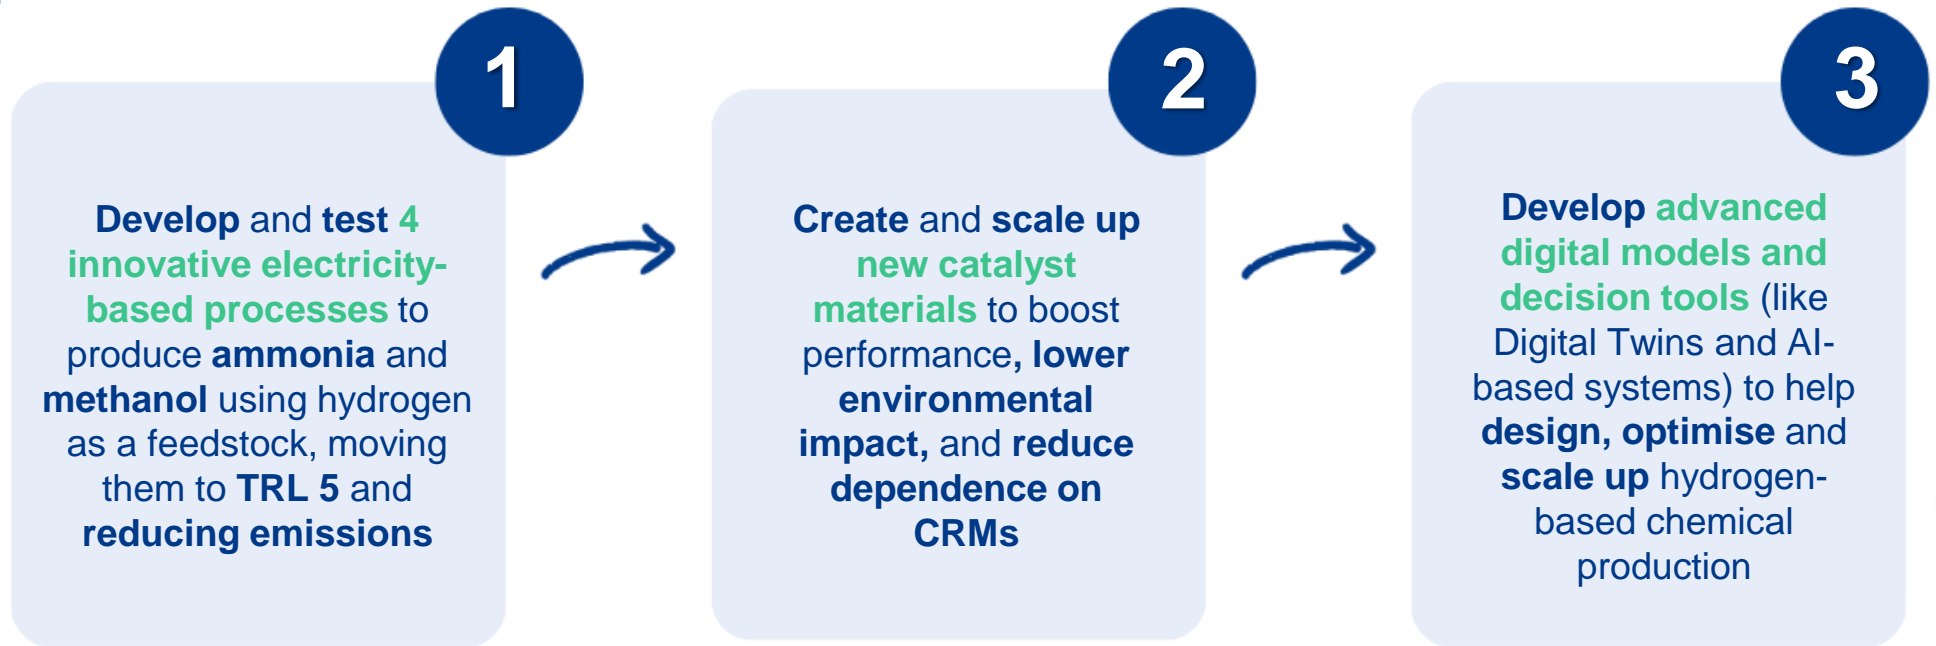 1
Develop and test 4
innovative electricity-
based processes to
produce ammonia and
methanol using hydrogen
as a feedstock, moving
them to TRL 5 and
reducing emissions
2
Create and scale up
new catalyst
materials to boost
performance, lower
environmental
impact, and reduce
dependence on
CRMs
3
Develop advanced
digital models and
decision tools (like
Digital Twins and AI-
based systems) to help
design, optimise and
scale up hydrogen-
based chemical
production